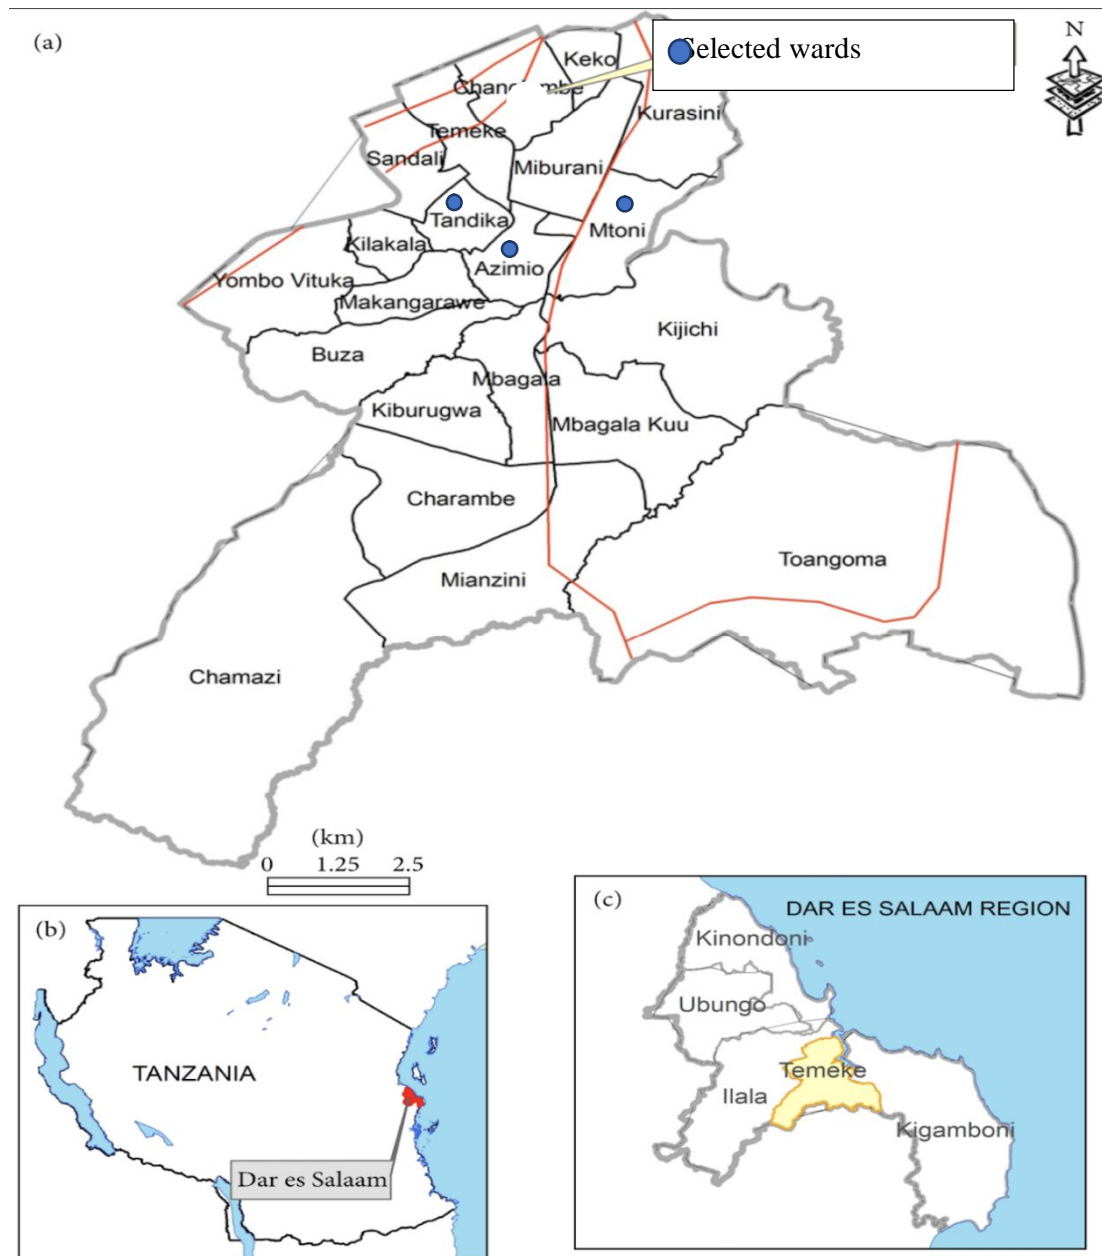 (a)
Selected wards
N
Keko
Kurasini
Temeke
Sandali
Miburani
Tandika
Mtoni
Kilakala
Azimio
Yombo Vituka
Makangarawe
Kijichi
Buza
Mbagala
Kiburugwa
Mbagala Kuu
Charambe
Toangoma
Mianzini
Chamazi
(km)
0 1.25 2.5
(b)
TANZANIA
Dar es Salaam
(c)
DAR ES SALAAM REGION
Kinondoni
Ubungo
Temeke
Ilala
Kigamboni